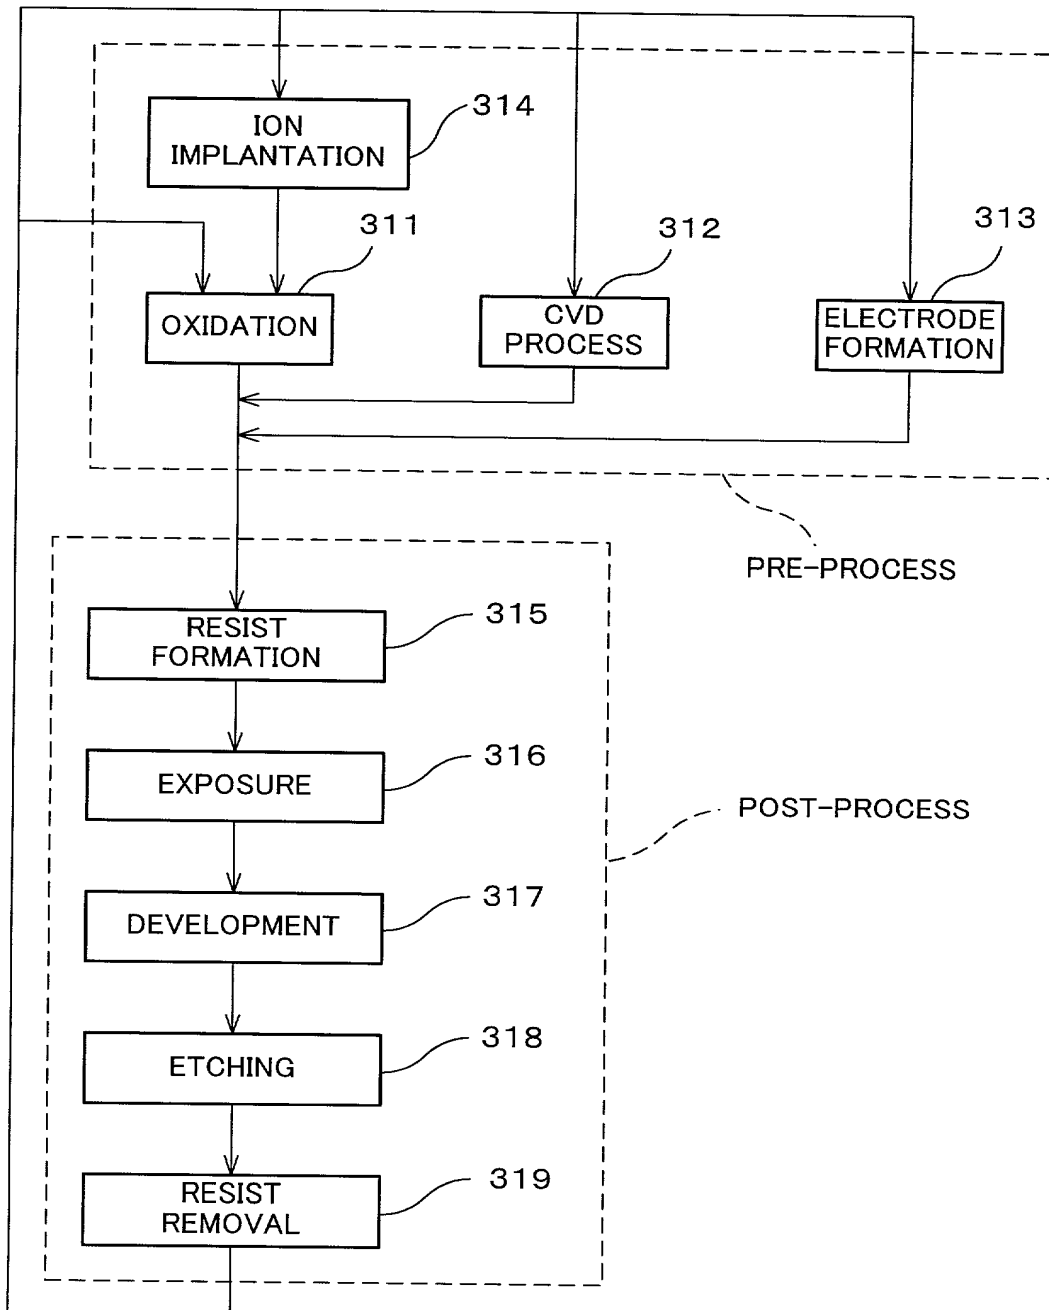 ION
IMPLANTATION
314
311
312
313
OXIDATION
CVD
PROCESS
ELECTRODE
FORMATION
PRE-PROCESS
RESIST
FORMATION
315
EXPOSURE
316
POST-PROCESS
DEVELOPMENT
317
ETCHING
318
RESIST
REMOVAL
319